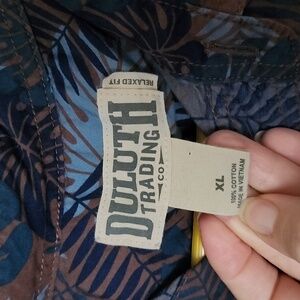 RELAXED FIT
DULUTH
TRADING
CO
XL
100% COTTON
MADE IN VIETNAM